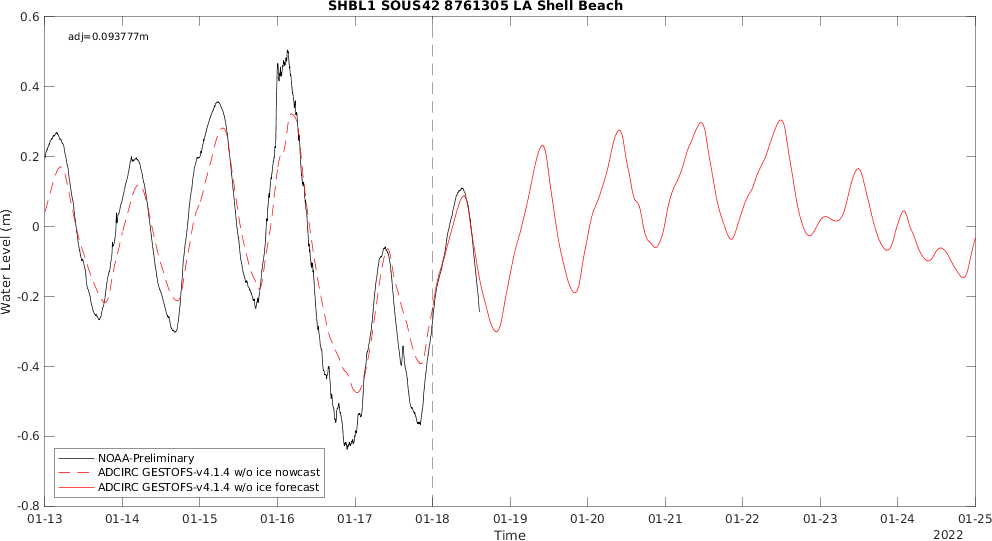 SHBL1 SOUS42 8761305 LA Shell Beach
adj=0.093777m
0.6
0.4
0.2
0
-0.2
-0.4
-0.6
-0.8
Water Level (m)
NOAA-Preliminary
ADCIRC GESTOFS-v4.1.4 w/o ice nowcast
ADCIRC GESTOFS-v4.1.4 w/o ice forecast
01-13 01-14 01-15 01-16 01-17 01-18 01-19 01-20 01-21 01-22 01-23 01-24 01-25
Time
2022